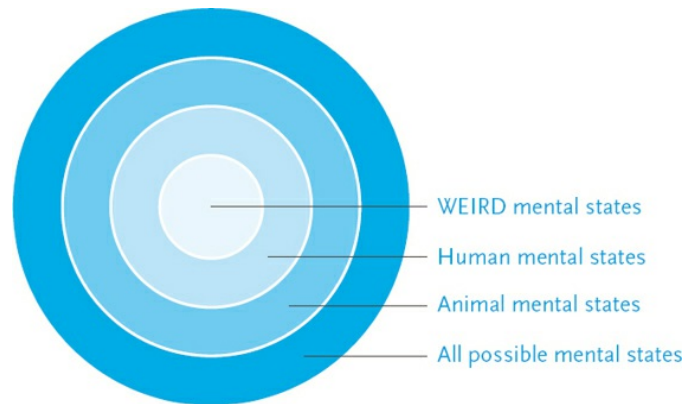 WEIRD mental states
Human mental states
Animal mental states
All possible mental states